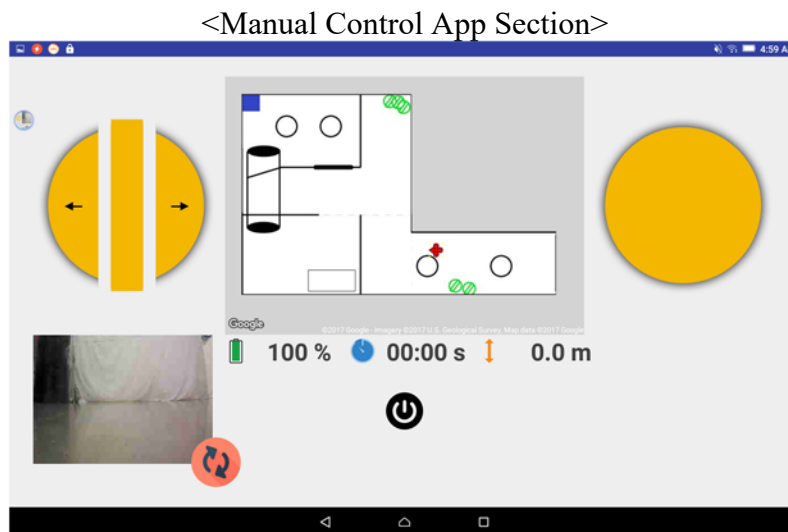 <Manual Control App Section>
4:59 A
Google
©2017 Google - Imagery ©2017 U.S. Geological Survey, Map data ©2017 Google
100 % 00:00 s 0.0 m